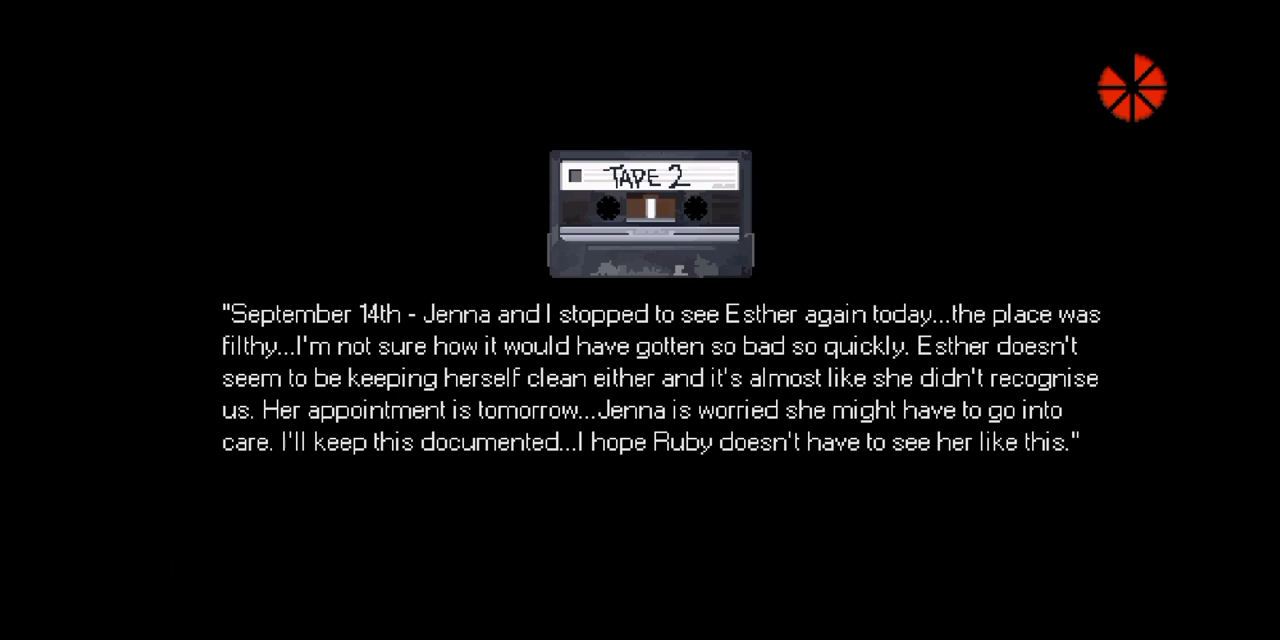 TAPE 2
"September 14th - Jenna and I stopped to see Esther again today...the place was
filthy...I'm not sure how it would have gotten so bad so quickly. Esther doesn't
seem to be keeping herself clean either and it's almost like she didn't recognise
us. Her appointment is tomorrow...Jenna is worried she might have to go into
care. I'll keep this documented...I hope Ruby doesn't have to see her like this."